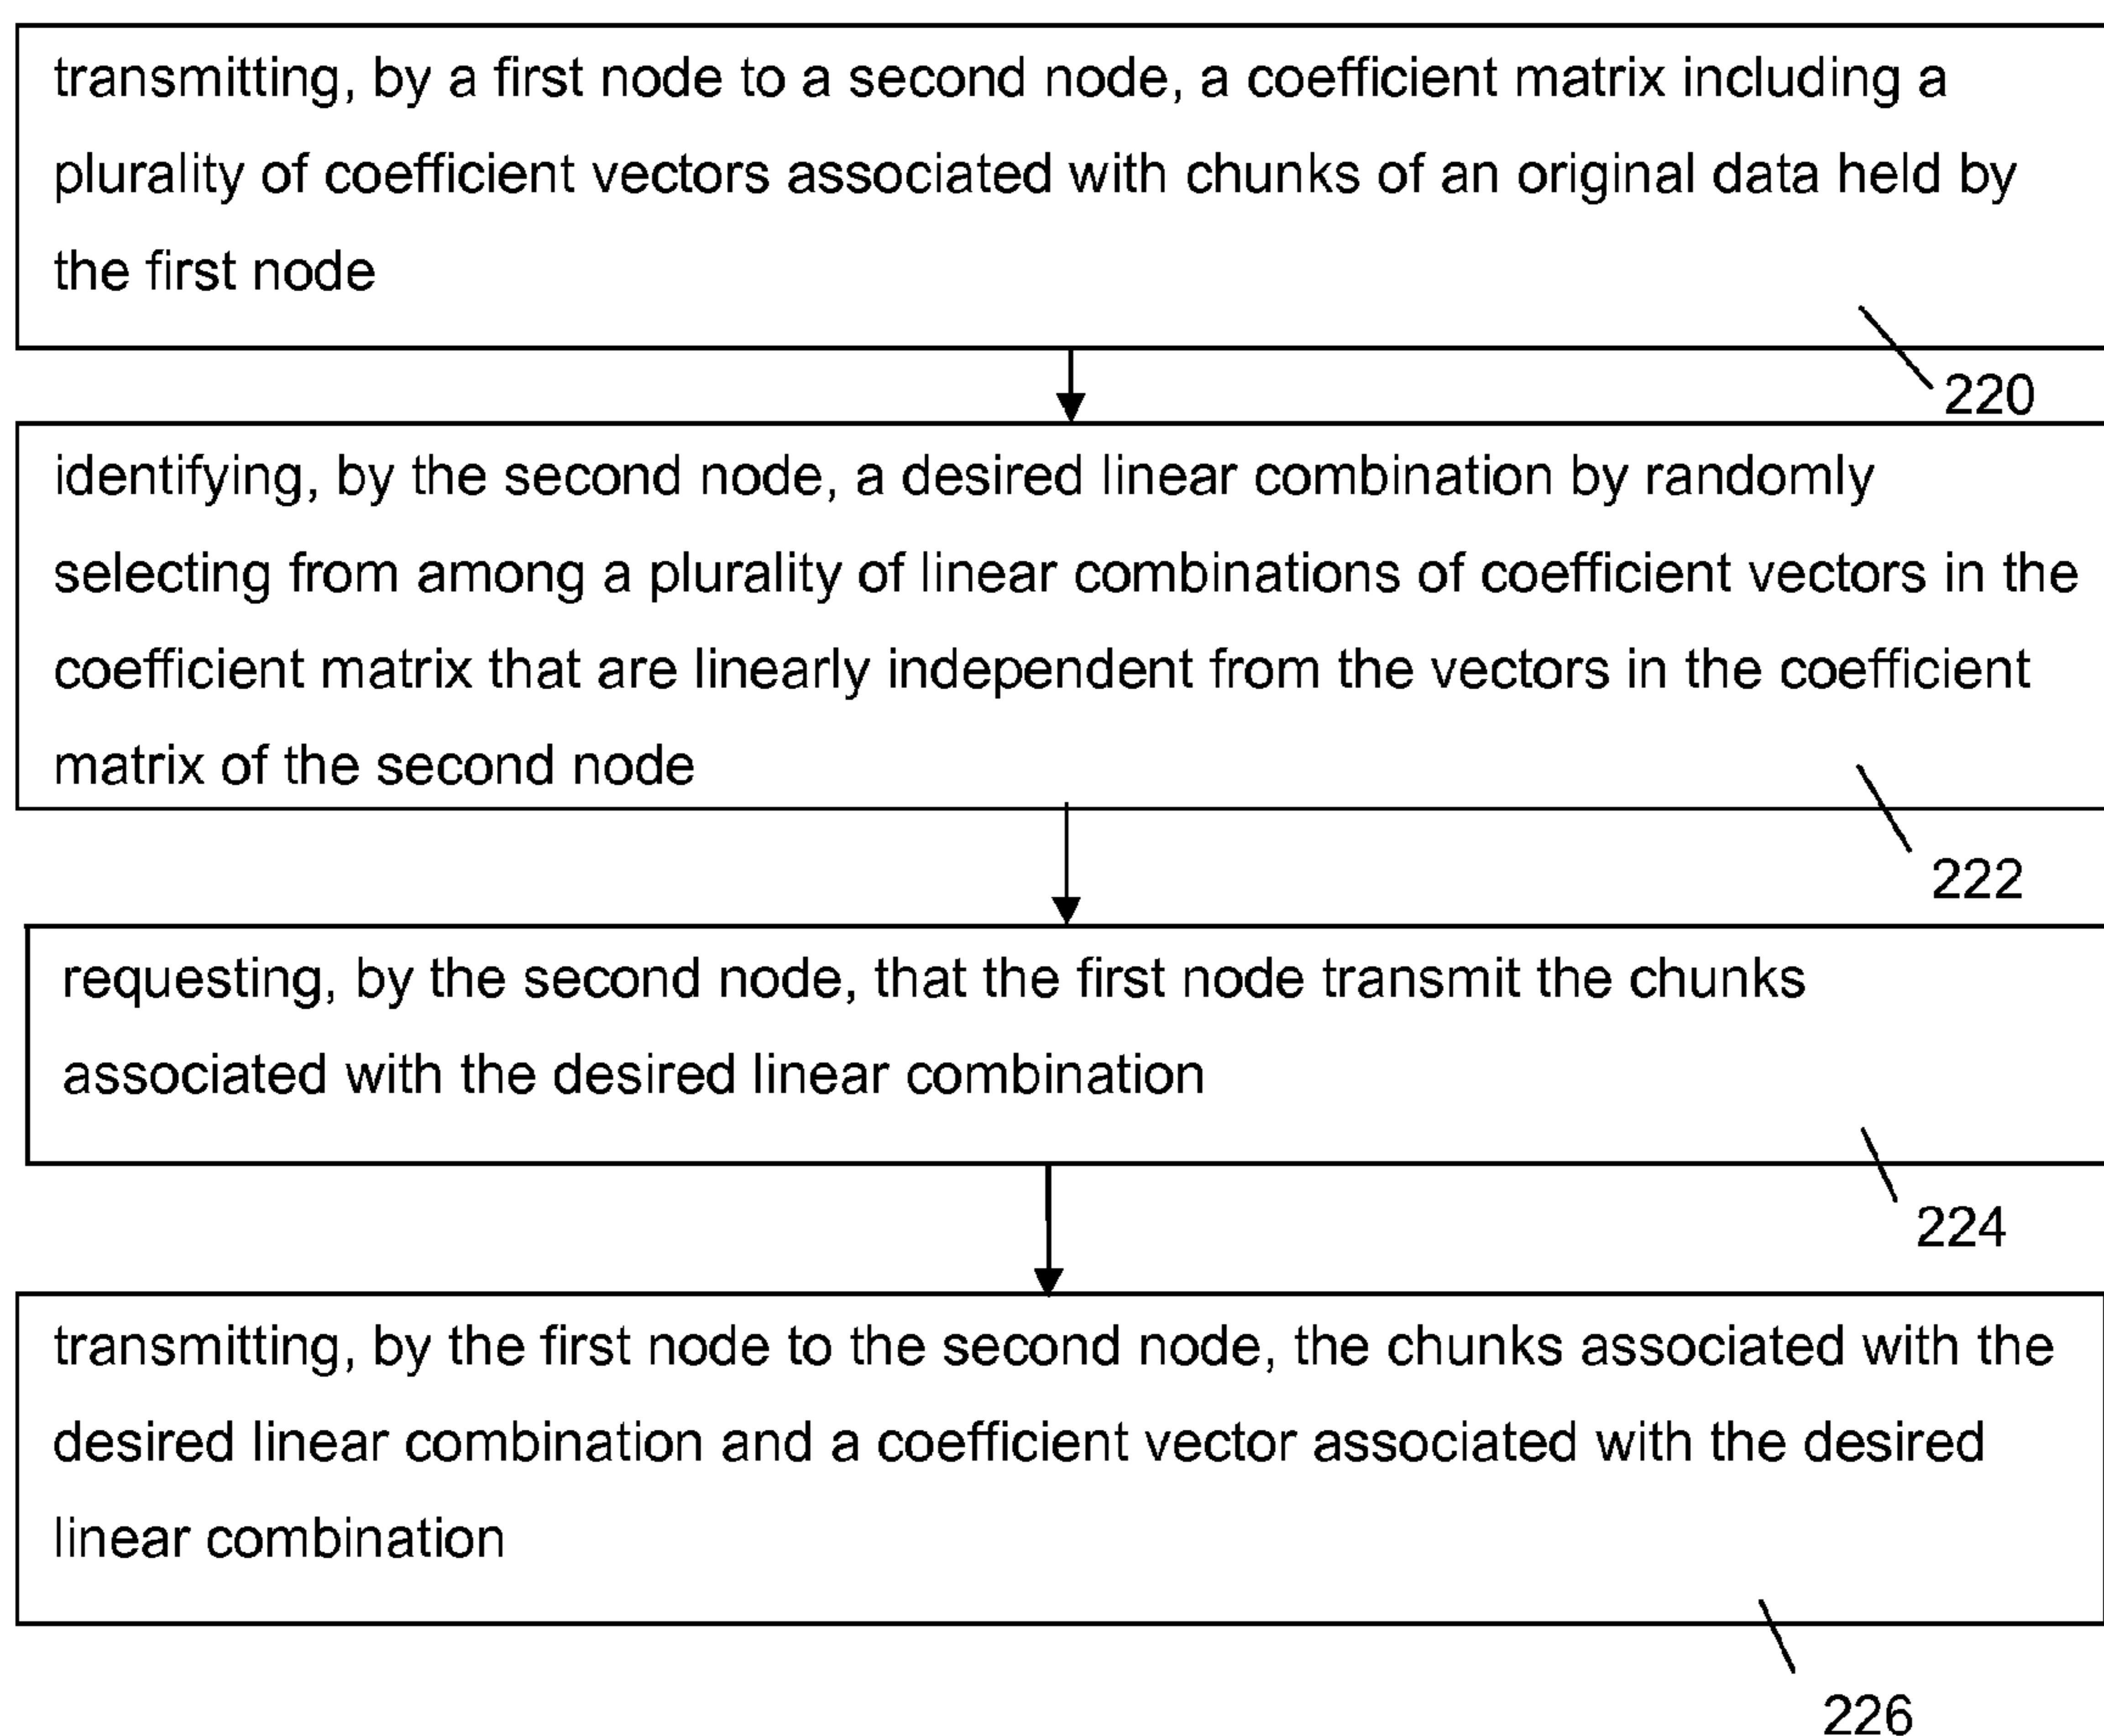 transmitting, by a first node to a second node, a coefficient matrix including a
plurality of coefficient vectors associated with chunks of an original data held by
the first node
220
identifying, by the second node, a desired linear combination by randomly
selecting from among a plurality of linear combinations of coefficient vectors in the
coefficient matrix that are linearly independent from the vectors in the coefficient
matrix of the second node
222
requesting, by the second node, that the first node transmit the chunks
associated with the desired linear combination
224
transmitting, by the first node to the second node, the chunks associated with the
desired linear combination and a coefficient vector associated with the desired
linear combination
226